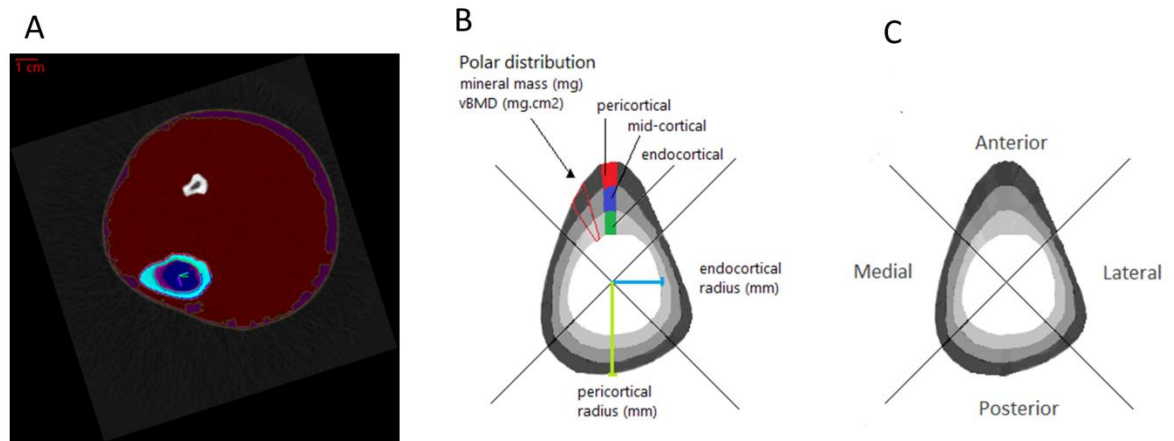 A
1 cm
B
Polar distribution
mineral mass (mg)
vBMD (mg.cm2)
pericortical
mid-cortical
endocortical
endocortical
radius (mm)
pericortical
radius (mm)
C
Anterior
Medial
Lateral
Posterior